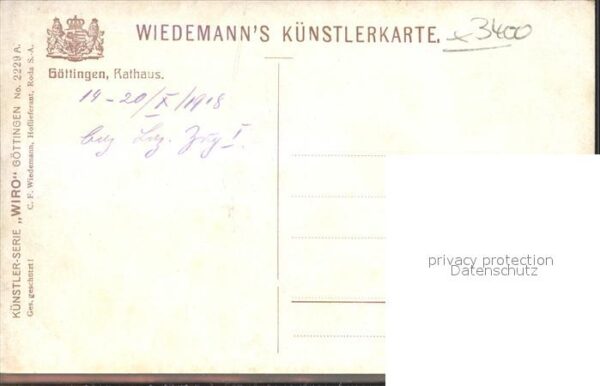 WIEDEMANN'S KÜNSTLERKARTE.
x 3400
Göttingen, Rathaus.
19-20/X/1918
KÜNSTLER-SERIE „WIRO" GÖTTINGEN No. 2229 A.
C. F. Wiedemann, Hoflieferant, Roda S.-A.
Ges. geschützt!
privacy protection
Datenschutz